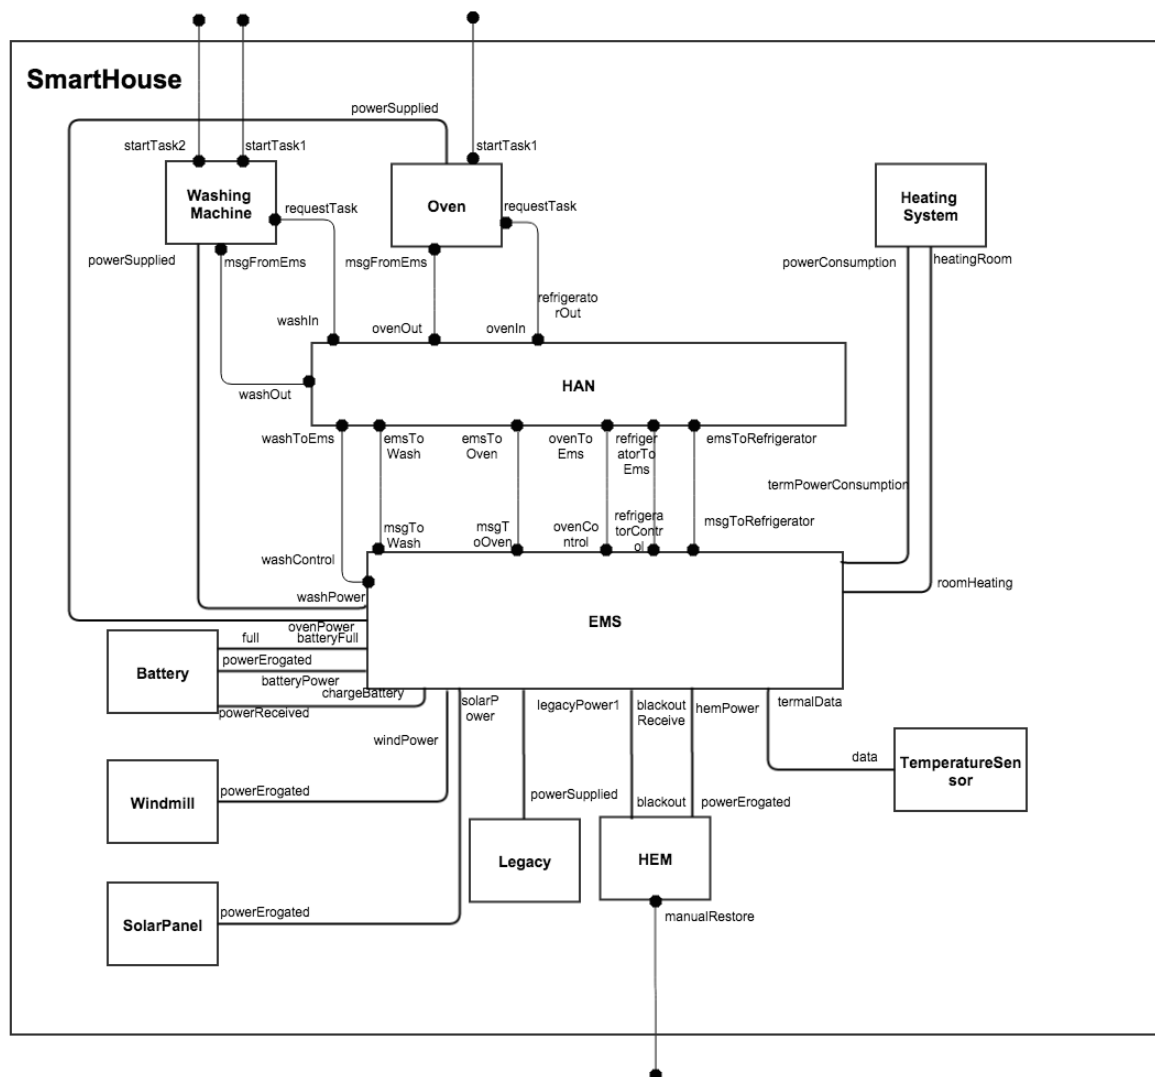 SmartHouse
powerSupplied
startTask2
startTask1
startTask1
Washing
Machine
requestTask
Oven
requestTask
Heating
System
powerSupplied
msgFromEms
msgFromEms
powerConsumption
heatingRoom
refrigerato
rOut
washIn
ovenOut
ovenIn
HAN
washOut
washToEms
emsTo
Wash
emsTo
Oven
ovenTo
Ems
refriger
atorTo
Ems
emsToRefrigerator
termPowerConsumption
msgTo
Wash
msgT
oOven
ovenCo
ntrol
refrigera
torContr
ol
msgToRefrigerator
washControl
roomHeating
washPower
EMS
ovenPower
full
batteryFull
Battery
powerErogated
batteryPower
chargeBattery
powerReceived
solarP
ower
legacyPower1
blackout
Receive
hemPower
termalData
windPower
data
TemperatureSen
sor
Windmill
powerErogated
powerSupplied
blackout
powerErogated
Legacy
HEM
SolarPanel
powerErogated
manualRestore